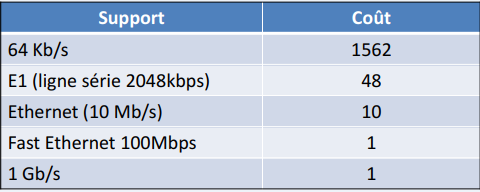 Support Coût
64 Kb/s 1562
E1 (ligne série 2048kbps) 48
Ethernet (10 Mb/s) 10
Fast Ethernet 100Mbps 1
1 Gb/s 1